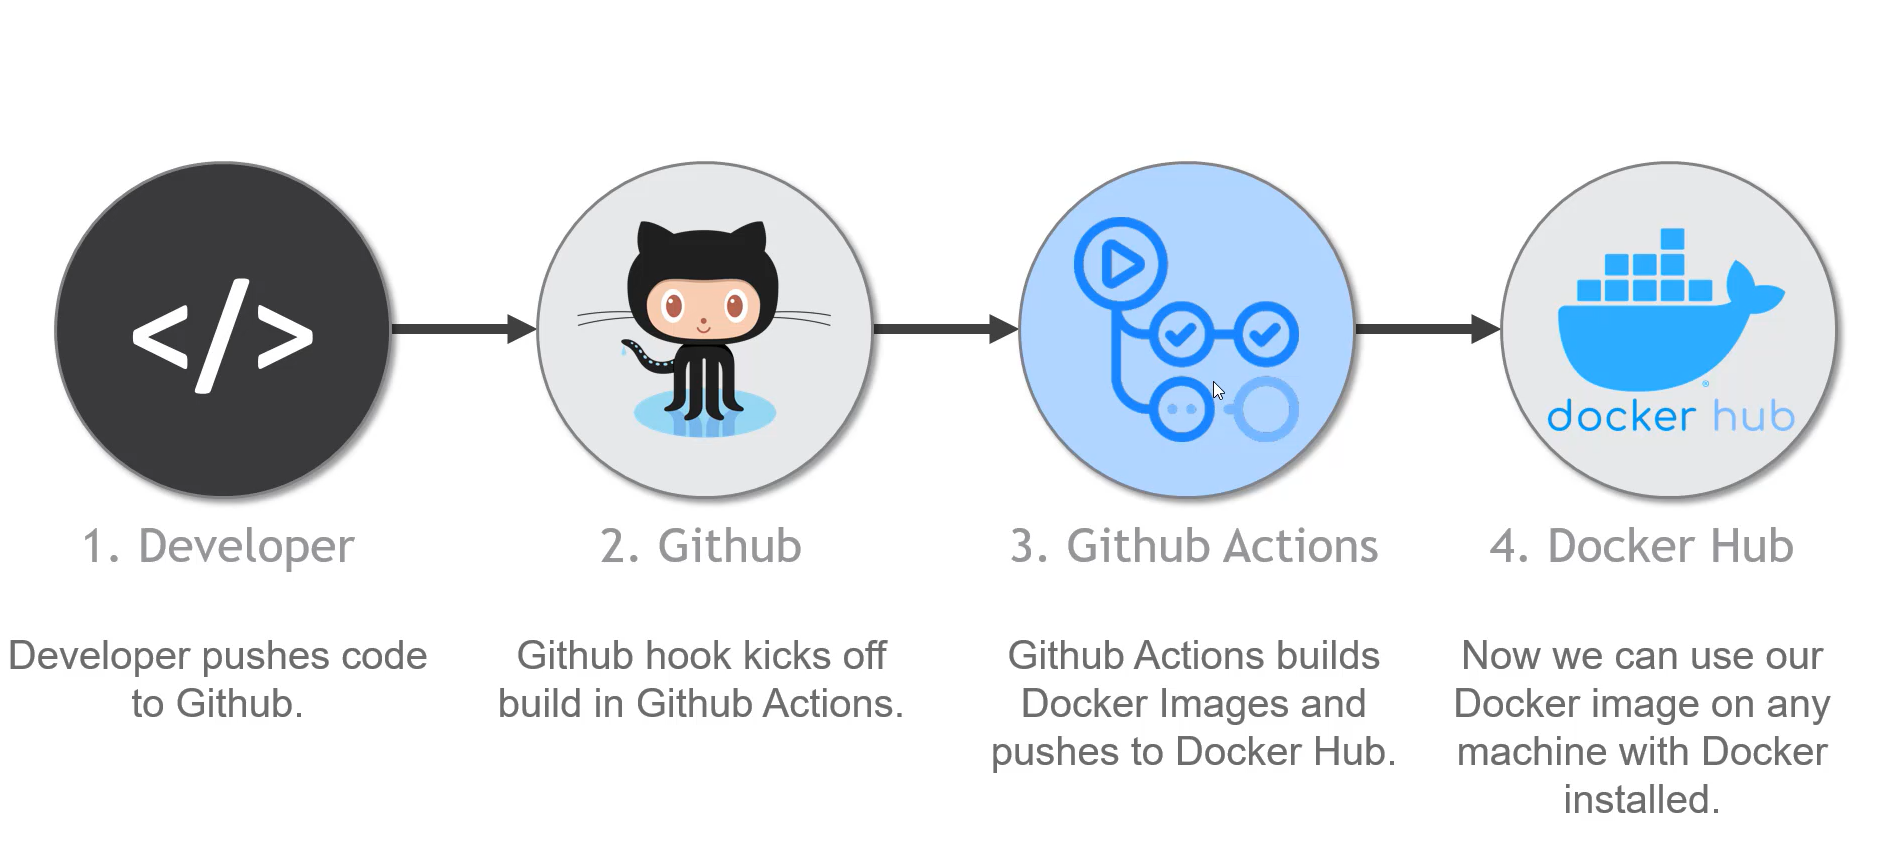 </>
docker hub
1. Developer
2. Github
3. Github Actions
4. Docker Hub
Developer pushes code
to Github.
Github hook kicks off
build in Github Actions.
Github Actions builds
Docker Images and
pushes to Docker Hub.
Now we can use our
Docker image on any
machine with Docker
installed.